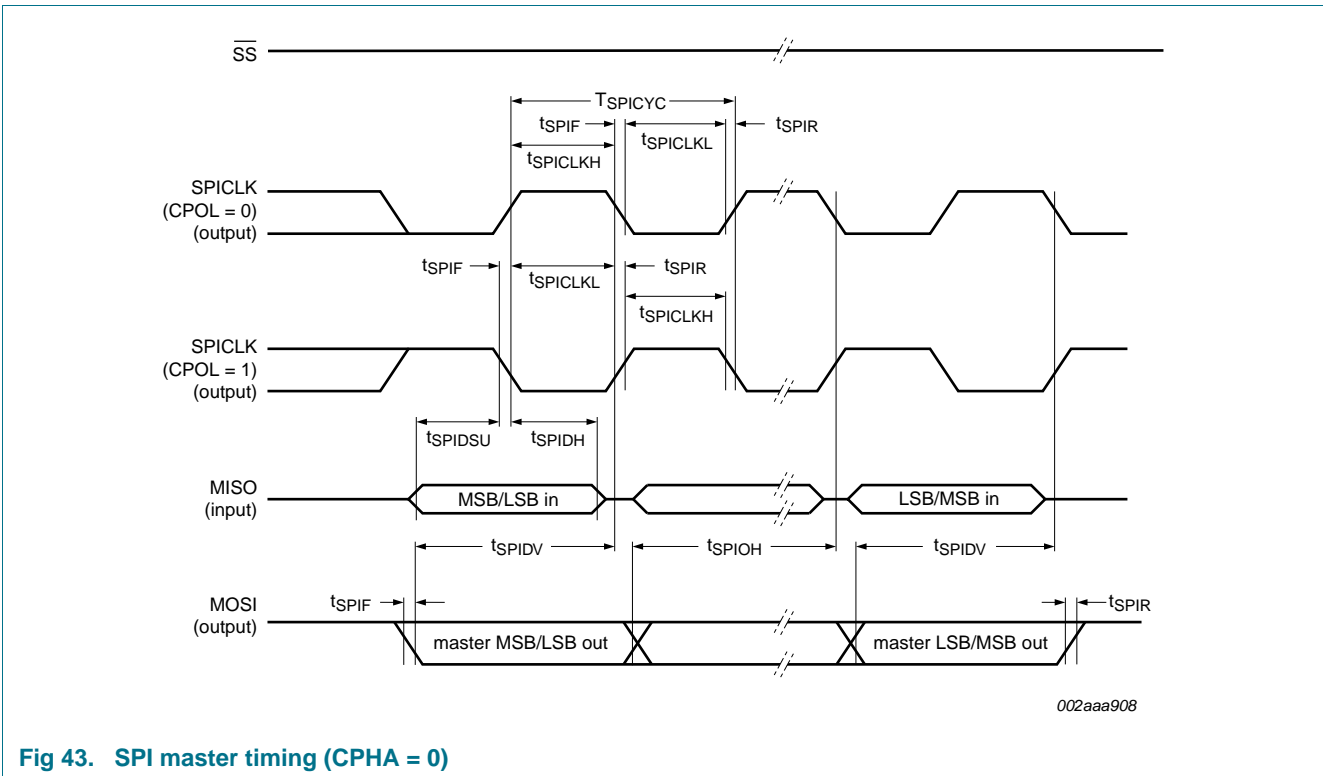 SS
TSPICYC
tSPIF
tSPICLKL
tSPIR
tSPICLKH
SPICLK
(CPOL = 0)
(output)
tSPIF
tSPICLKL
tSPIR
tSPICLKH
SPICLK
(CPOL = 1)
(output)
tSPIDSU
tSPIDH
MISO
(input)
MSB/LSB in
LSB/MSB in
tSPIDV
tSPIOH
tSPIDV
MOSI
(output)
tSPIF
tSPIR
master MSB/LSB out
master LSB/MSB out
002aaa908
Fig 43. SPI master timing (CPHA = 0)